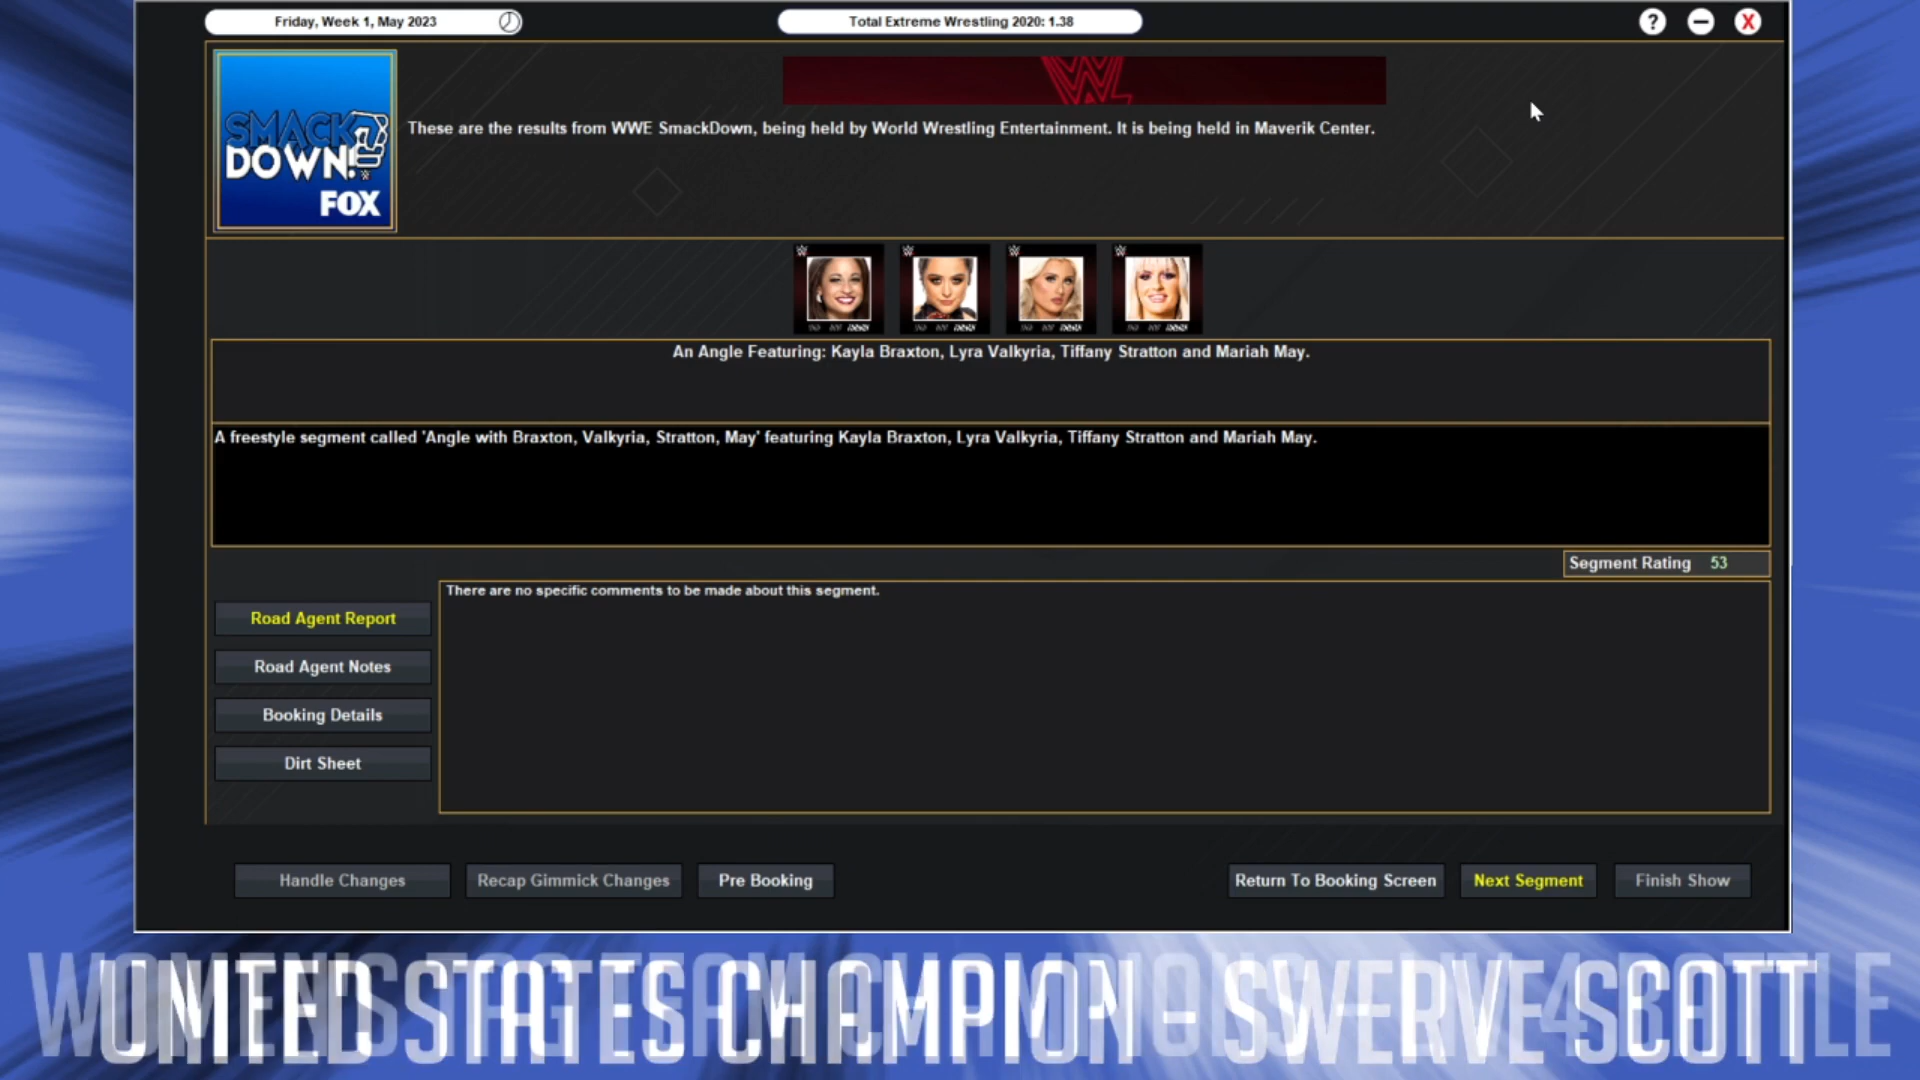 Friday, Week 1, May 2023
Total Extreme Wrestling 2020: 1.38
?
X
SMACK
DOWN!
FOX
These are the results from WWE SmackDown, being held by World Wrestling Entertainment. It is being held in Maverik Center.
An Angle Featuring: Kayla Braxton, Lyra Valkyria, Tiffany Stratton and Mariah May.
A freestyle segment called 'Angle with Braxton, Valkyria, Stratton, May' featuring Kayla Braxton, Lyra Valkyria, Tiffany Stratton and Mariah May.
Segment Rating 53
There are no specific comments to be made about this segment.
Road Agent Report
Road Agent Notes
Booking Details
Dirt Sheet
Handle Changes
Recap Gimmick Changes
Pre Booking
Return To Booking Screen
Next Segment
Finish Show
UNITED STATES CHAMPION - SWERVE SCOTT